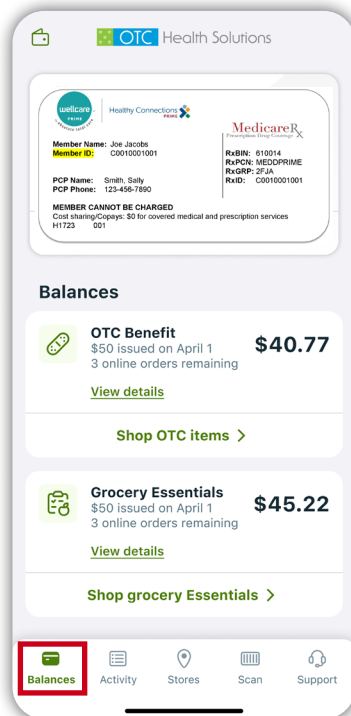 OTC Health Solutions
wellcare
PRIME
absolute total care
Healthy Connections
PRIME
MedicareRx
Prescription Drug Coverage
Member Name: Joe Jacobs
Member ID: C0010001001
RxBIN: 610014
RxPCN: MEDDPRIME
RxGRP: 2FJA
RxID: C0010001001
PCP Name: Smith, Sally
PCP Phone: 123-456-7890
MEMBER CANNOT BE CHARGED
Cost sharing/Copays: $0 for covered medical and prescription services
H1723 001
Balances
OTC Benefit
$50 issued on April 1
3 online orders remaining
$40.77
View details
Shop OTC items >
Grocery Essentials
$50 issued on April 1
3 online orders remaining
$45.22
View details
Shop grocery Essentials >
Balances
Activity
Stores
Scan
Support